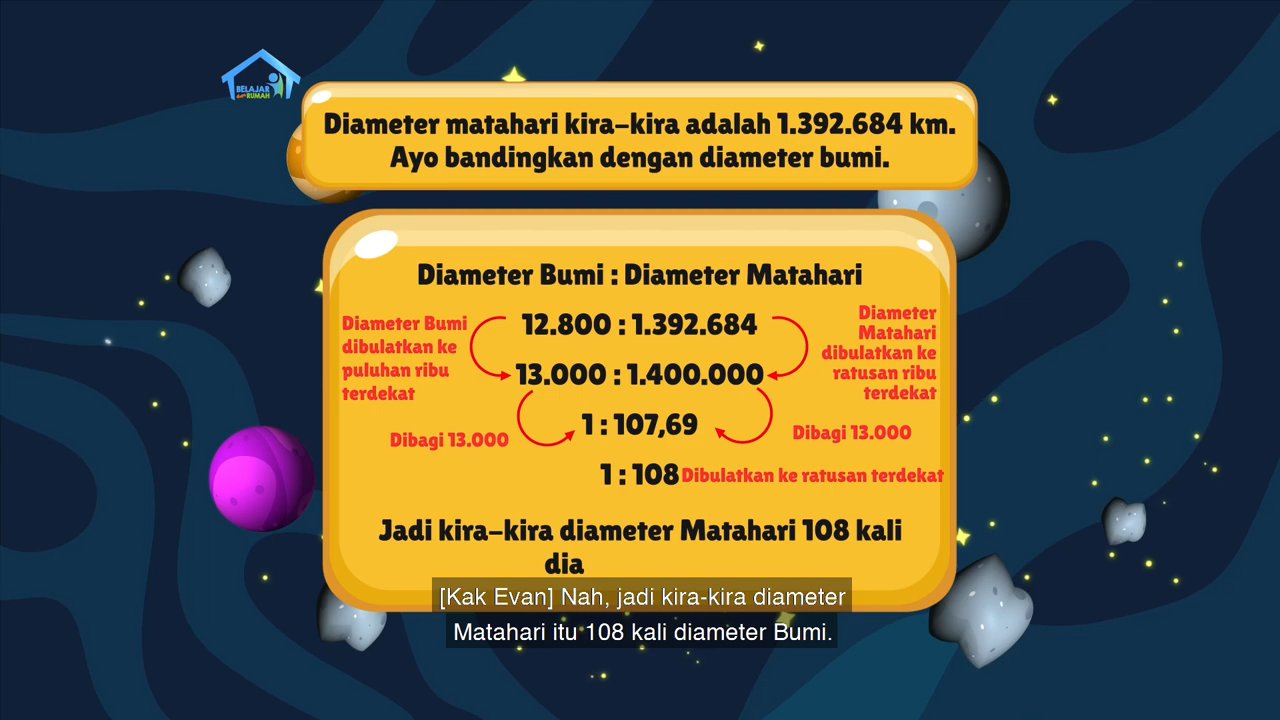 BELAJAR
dari RUMAH
Diameter matahari kira-kira adalah 1.392.684 km.
Ayo bandingkan dengan diameter bumi.
Diameter Bumi : Diameter Matahari
Diameter Bumi
dibulatkan ke
puluhan ribu
terdekat
12.800 : 1.392.684
Diameter
Matahari
dibulatkan ke
ratusan ribu
terdekat
13.000 : 1.400.000
Dibagi 13.000
1 : 107,69
Dibagi 13.000
1 : 108 Dibulatkan ke ratusan terdekat
Jadi kira-kira diameter Matahari 108 kali
dia
[Kak Evan] Nah, jadi kira-kira diameter
Matahari itu 108 kali diameter Bumi.